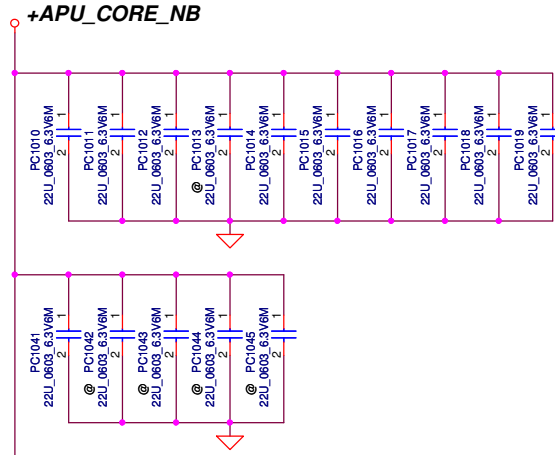 +APU_CORE_NB
PC1010
22U_0603_6.3V6M
1
2
PC1011
22U_0603_6.3V6M
1
2
PC1012
22U_0603_6.3V6M
1
2
PC1013
22U_0603_6.3V6M
@
1
2
PC1014
22U_0603_6.3V6M
1
2
PC1015
22U_0603_6.3V6M
1
2
PC1016
22U_0603_6.3V6M
1
2
PC1017
22U_0603_6.3V6M
1
2
PC1018
22U_0603_6.3V6M
1
2
PC1019
22U_0603_6.3V6M
1
2
PC1041
22U_0603_6.3V6M
1
2
PC1042
22U_0603_6.3V6M
@
1
2
PC1043
22U_0603_6.3V6M
@
1
2
PC1044
22U_0603_6.3V6M
@
1
2
PC1045
22U_0603_6.3V6M
@
1
2